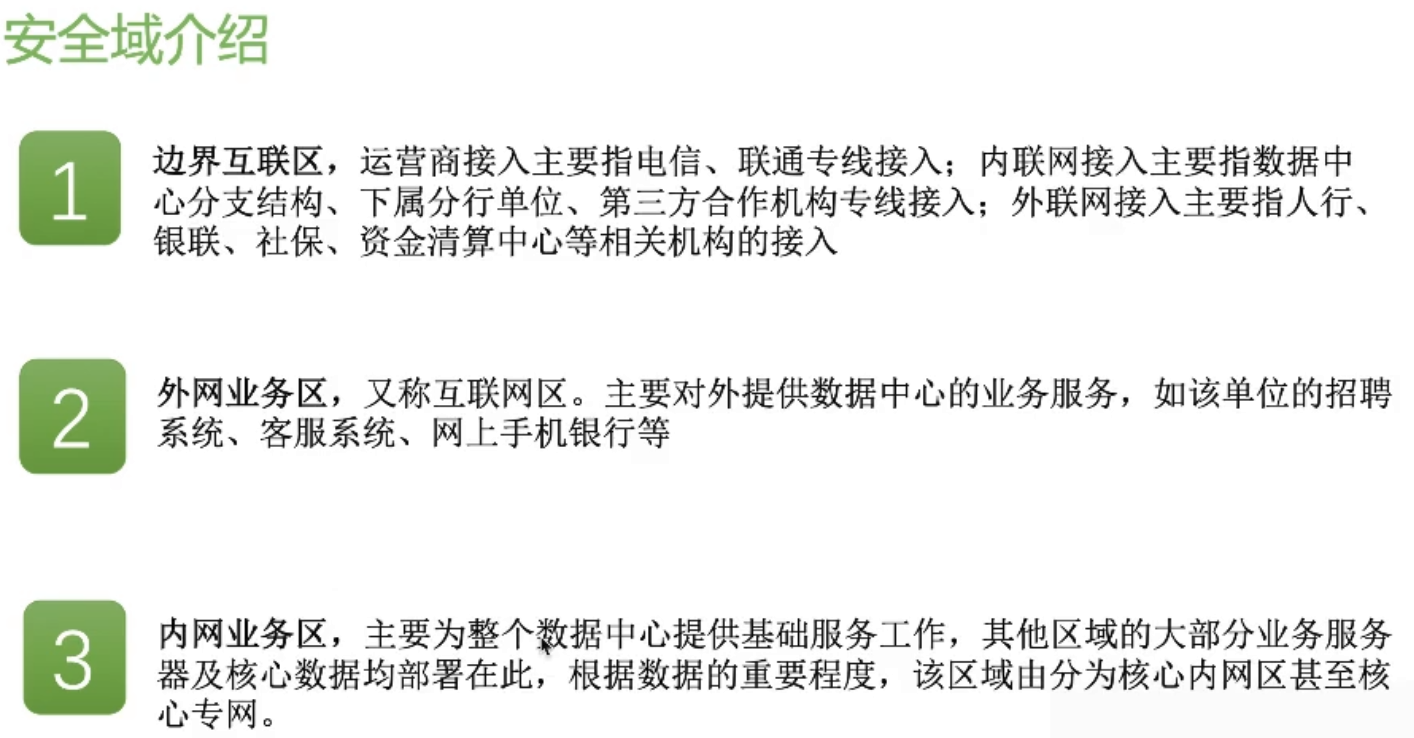 安全域介绍
1
边界互联区，运营商接入主要指电信、联通专线接入；内联网接入主要指数据中
心分支结构、下属分行单位、第三方合作机构专线接入；外联网接入主要指人行、
银联、社保、资金清算中心等相关机构的接入
2
外网业务区，又称互联网区。主要对外提供数据中心的业务服务，如该单位的招聘
系统、客服系统、网上手机银行等
3
内网业务区，主要为整个数据中心提供基础服务工作，其他区域的大部分业务服务
器及核心数据均部署在此，根据数据的重要程度，该区域由分为核心内网区甚至核
心专网。